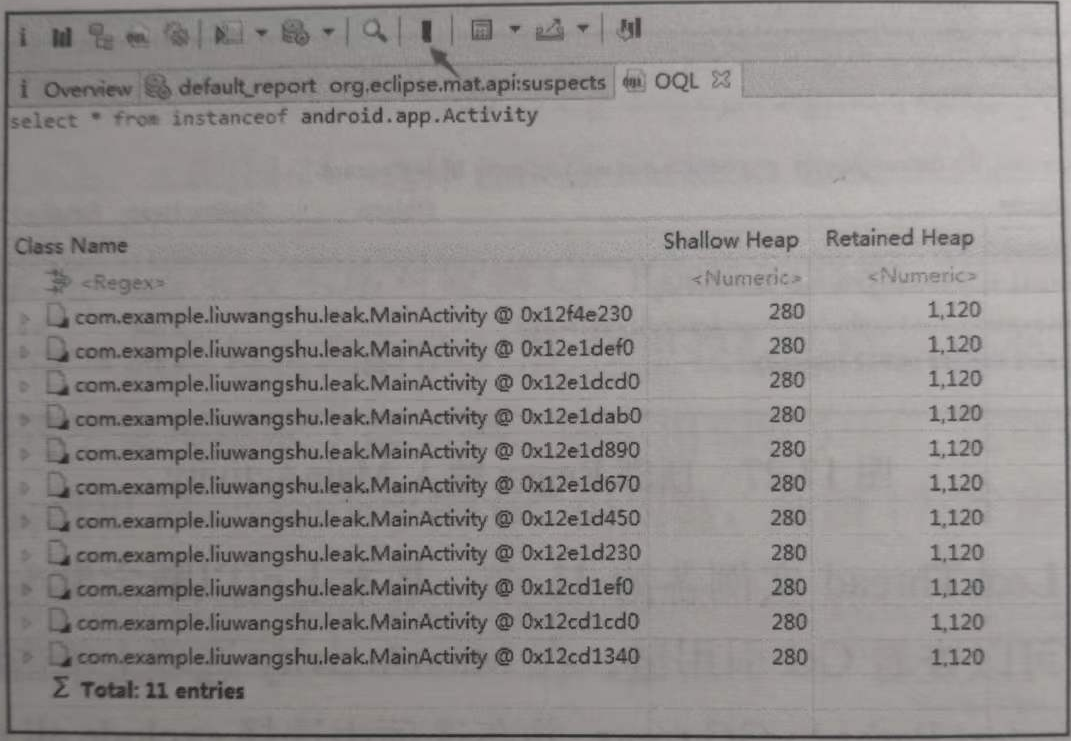 i Overview default_report org.eclipse.mat.api:suspects OQL
select * from instanceof android.app.Activity
Class Name Shallow Heap Retained Heap
<Regex> <Numeric> <Numeric>
com.example.liuwangshu.leak.MainActivity @ 0x12f4e230 280 1,120
com.example.liuwangshu.leak.MainActivity @ 0x12e1def0 280 1,120
com.example.liuwangshu.leak.MainActivity @ 0x12e1dcd0 280 1,120
com.example.liuwangshu.leak.MainActivity @ 0x12e1dab0 280 1,120
com.example.liuwangshu.leak.MainActivity @ 0x12e1d890 280 1,120
com.example.liuwangshu.leak.MainActivity @ 0x12e1d670 280 1,120
com.example.liuwangshu.leak.MainActivity @ 0x12e1d450 280 1,120
com.example.liuwangshu.leak.MainActivity @ 0x12e1d230 280 1,120
com.example.liuwangshu.leak.MainActivity @ 0x12cd1ef0 280 1,120
com.example.liuwangshu.leak.MainActivity @ 0x12cd1cd0 280 1,120
com.example.liuwangshu.leak.MainActivity @ 0x12cd1340 280 1,120
Σ Total: 11 entries